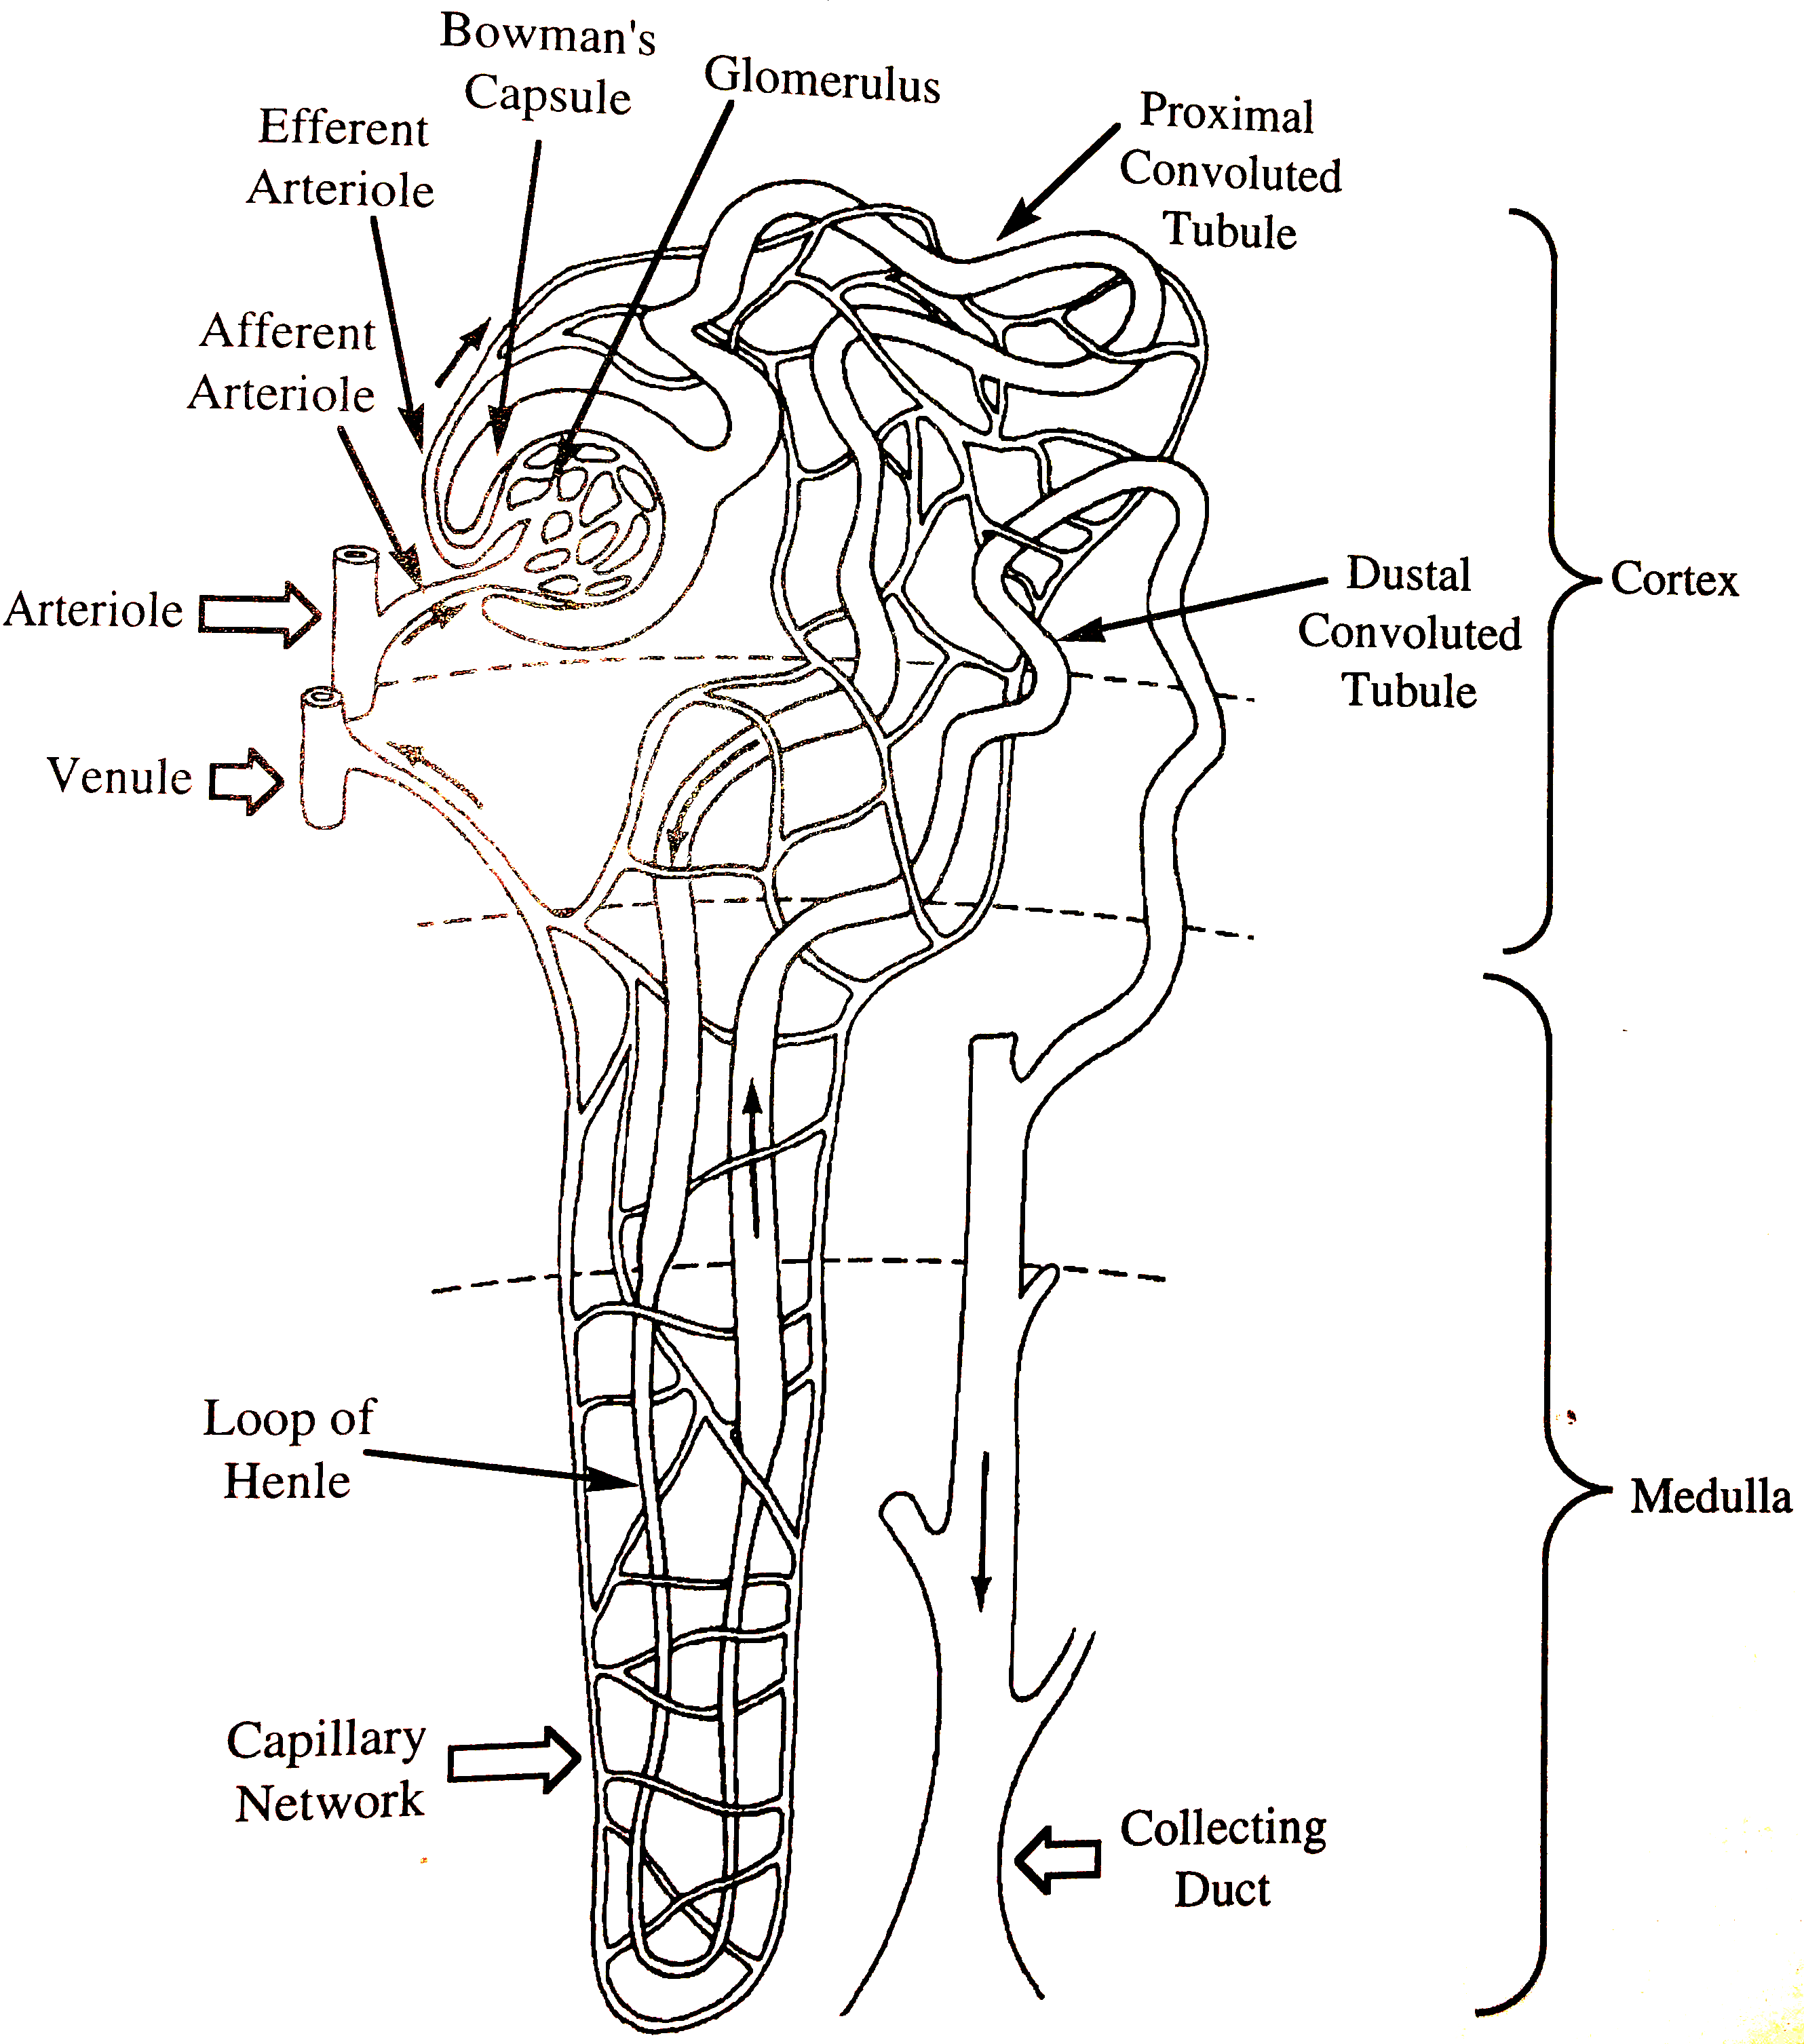 Bowman's
Capsule
Glomerulus
Efferent
Arteriole
Proximal
Convoluted
Tubule
Afferent
Arteriole
Arteriole
Dustal
Convoluted
Tubule
Cortex
Venule
Loop of
Henle
Medulla
Capillary
Network
Collecting
Duct